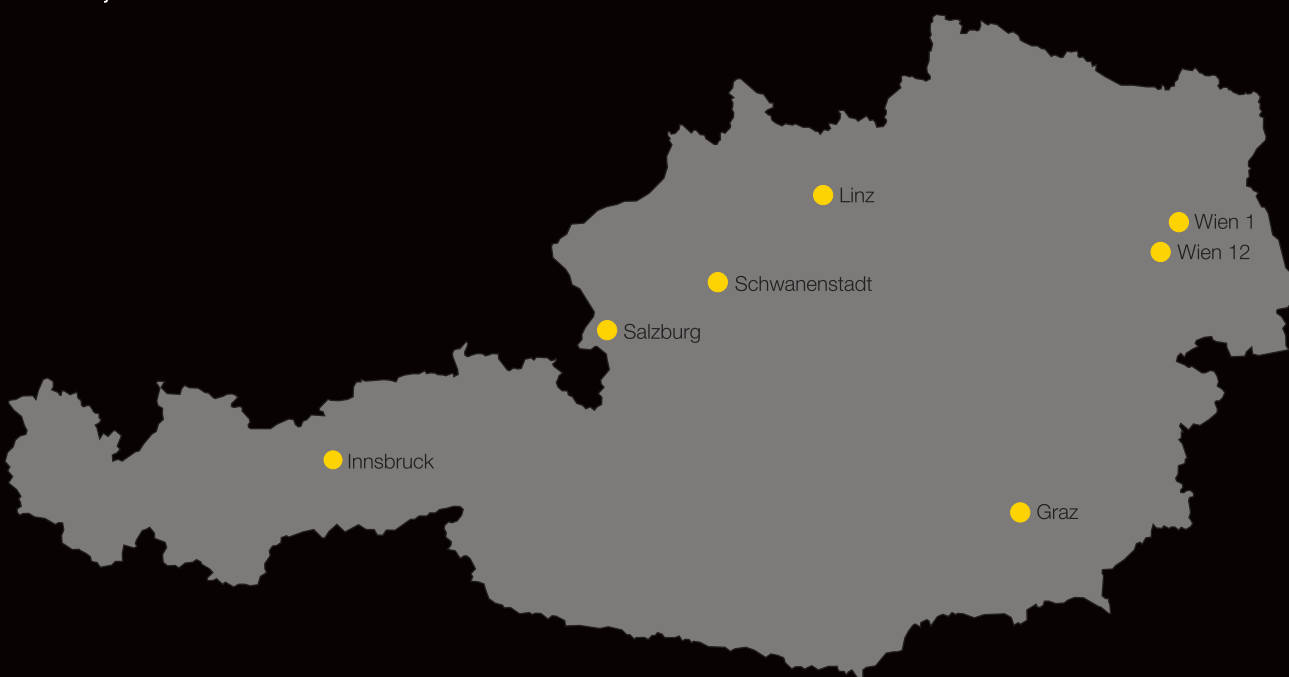 Linz
Wien 1
Wien 12
Schwanenstadt
Salzburg
Innsbruck
Graz